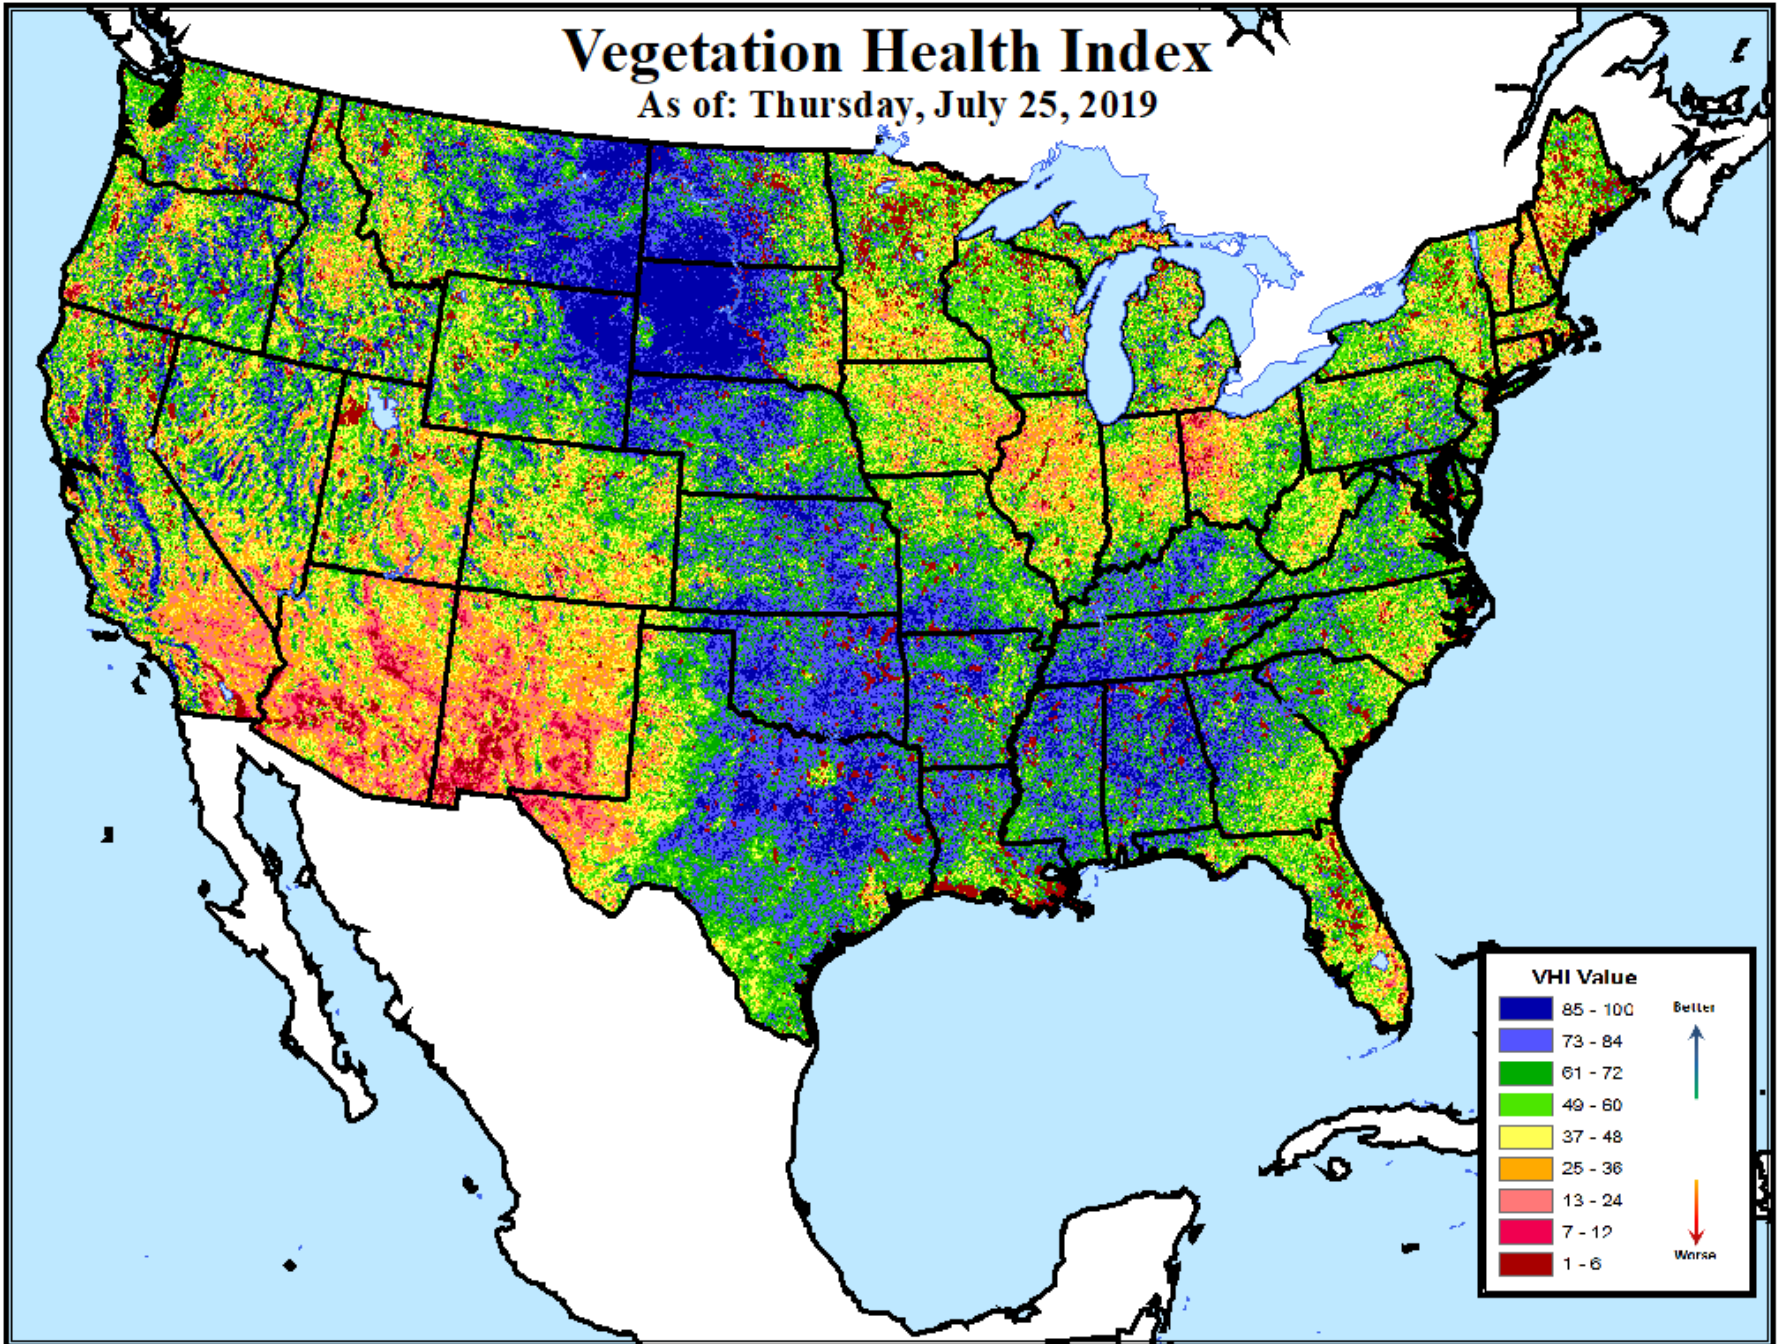 Vegetation Health Index
As of: Thursday, July 25, 2019
VHI Value
85 - 100
Better
73 - 84
61 - 72
49 - 60
37 - 48
25 - 36
13 - 24
7 - 12
Worse
1 - 6